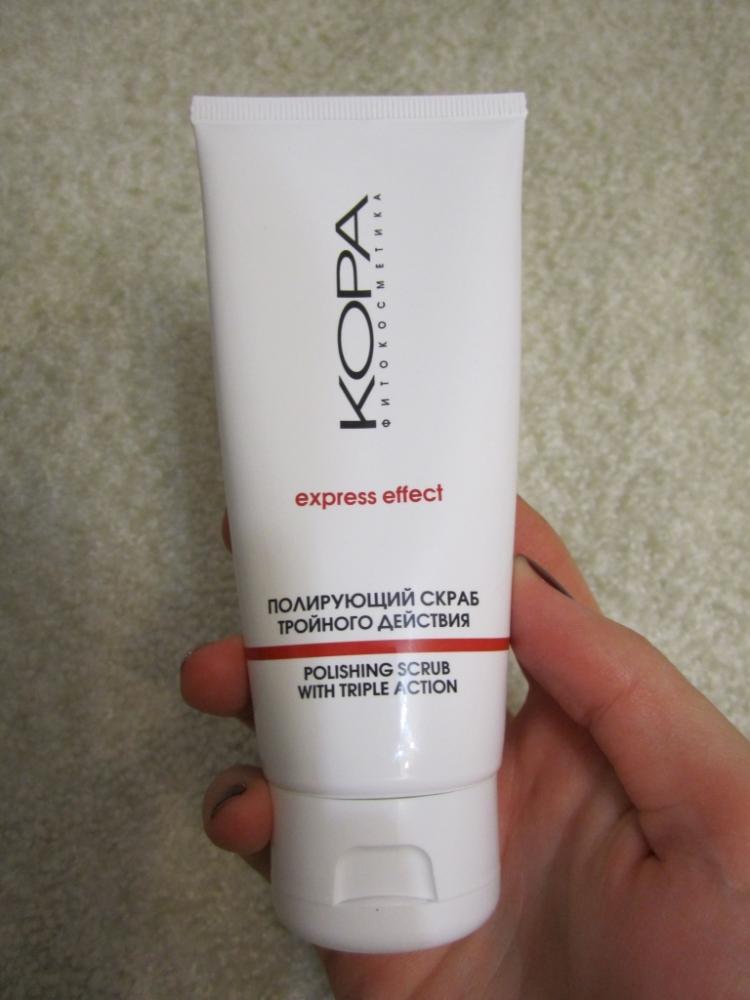 КОРА
ФИТОКОСМЕТИКА
express effect
ПОЛИРУЮЩИЙ СКРАБ
ТРОЙНОГО ДЕЙСТВИЯ
POLISHING SCRUB
WITH TRIPLE ACTION